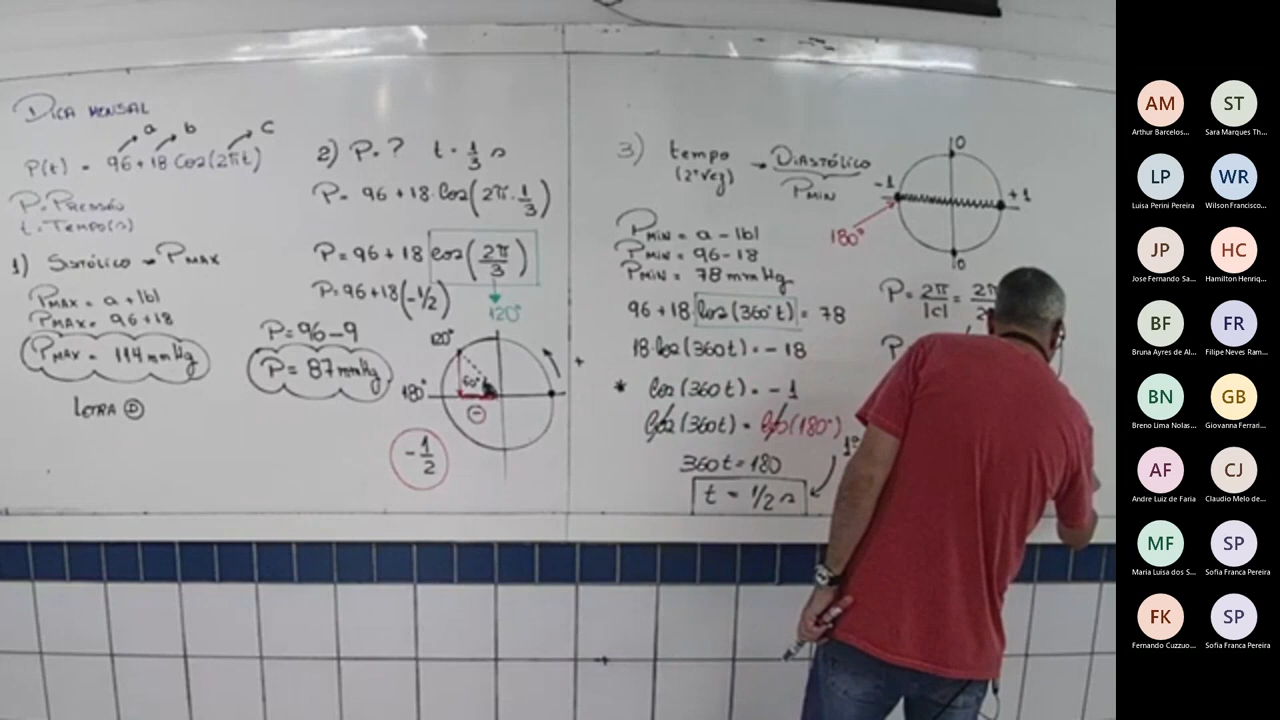 DICA MENSAL
a b c
P(t) = 96+18 Cos(2πt)
P=PRESSÃO
t=TEMPO(s)
1) SISTÓLICO → PMAX
PMAX = a+|b|
PMAX = 96+18
PMAX = 114 mmHg
LETRA D
2) P=? t=1/3 s
P= 96+18·Cos(2π·1/3)
P=96+18 cos(2π/3)
120°
P=96+18(-1/2)
P=96-9
P= 87mmHg
120°
60°
180°
+
-
-1/2
3) tempo → DIASTÓLICO
(2ª vez) PMIN
PMIN = a-|b|
PMIN = 96-18
PMIN = 78 mmHg
96+18·Cos(360°t) = 78
18·Cos(360t) = -18
* Cos(360t) = -1
Cos(360t) = Cos(180°)
360t=180
t = 1/2 s
0
-1
+1
0
180°
P=2π/|c| = 2π
P
AM
Arthur Barcelos...
ST
Sara Marques Th...
LP
Luisa Perini Pereira
WR
Wilson Francisco...
JP
Jose Fernando Sa...
HC
Hamilton Henriq...
BF
Bruna Ayres de Al...
FR
Filipe Neves Ram...
BN
Breno Lima Nolas...
GB
Giovanna Ferrari...
AF
Andre Luiz de Faria
CJ
Claudio Melo de...
MF
Maria Luisa dos S...
SP
Sofia Franca Pereira
FK
Fernando Cuzzuo...
SP
Sofia Franca Pereira